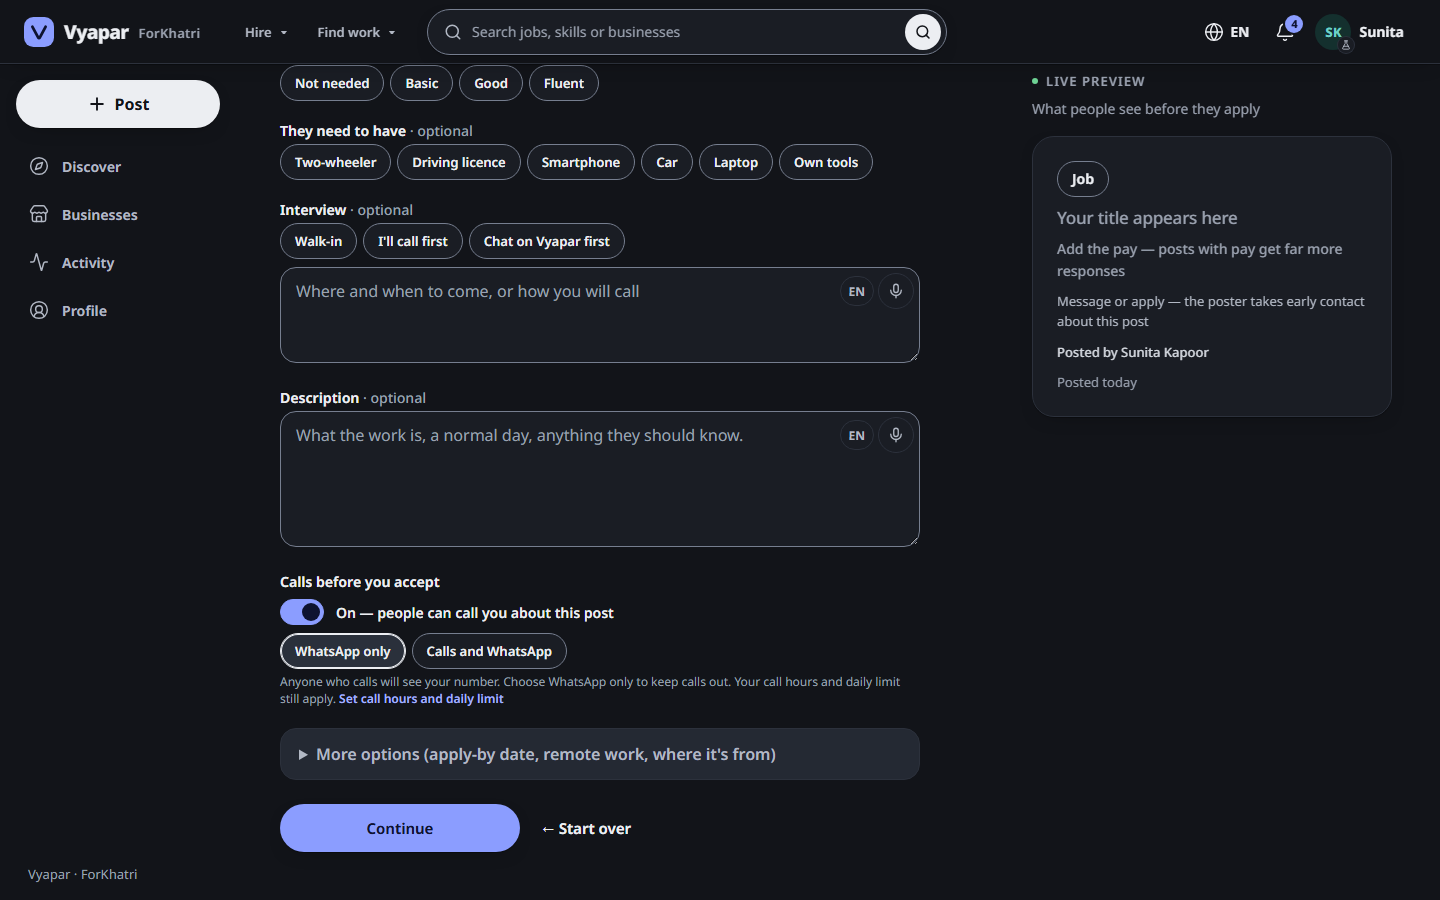 Vyapar ForKhatri
Hire
Find work
Search jobs, skills or businesses
EN
4
SK
Sunita
+ Post
Discover
Businesses
Activity
Profile
Not needed
Basic
Good
Fluent
They need to have · optional
Two-wheeler
Driving licence
Smartphone
Car
Laptop
Own tools
Interview · optional
Walk-in
I'll call first
Chat on Vyapar first
Where and when to come, or how you will call
EN
Description · optional
What the work is, a normal day, anything they should know.
EN
Calls before you accept
On — people can call you about this post
WhatsApp only
Calls and WhatsApp
Anyone who calls will see your number. Choose WhatsApp only to keep calls out. Your call hours and daily limit
still apply. Set call hours and daily limit
More options (apply-by date, remote work, where it's from)
Continue
← Start over
LIVE PREVIEW
What people see before they apply
Job
Your title appears here
Add the pay — posts with pay get far more
responses
Message or apply — the poster takes early contact
about this post
Posted by Sunita Kapoor
Posted today
Vyapar · ForKhatri